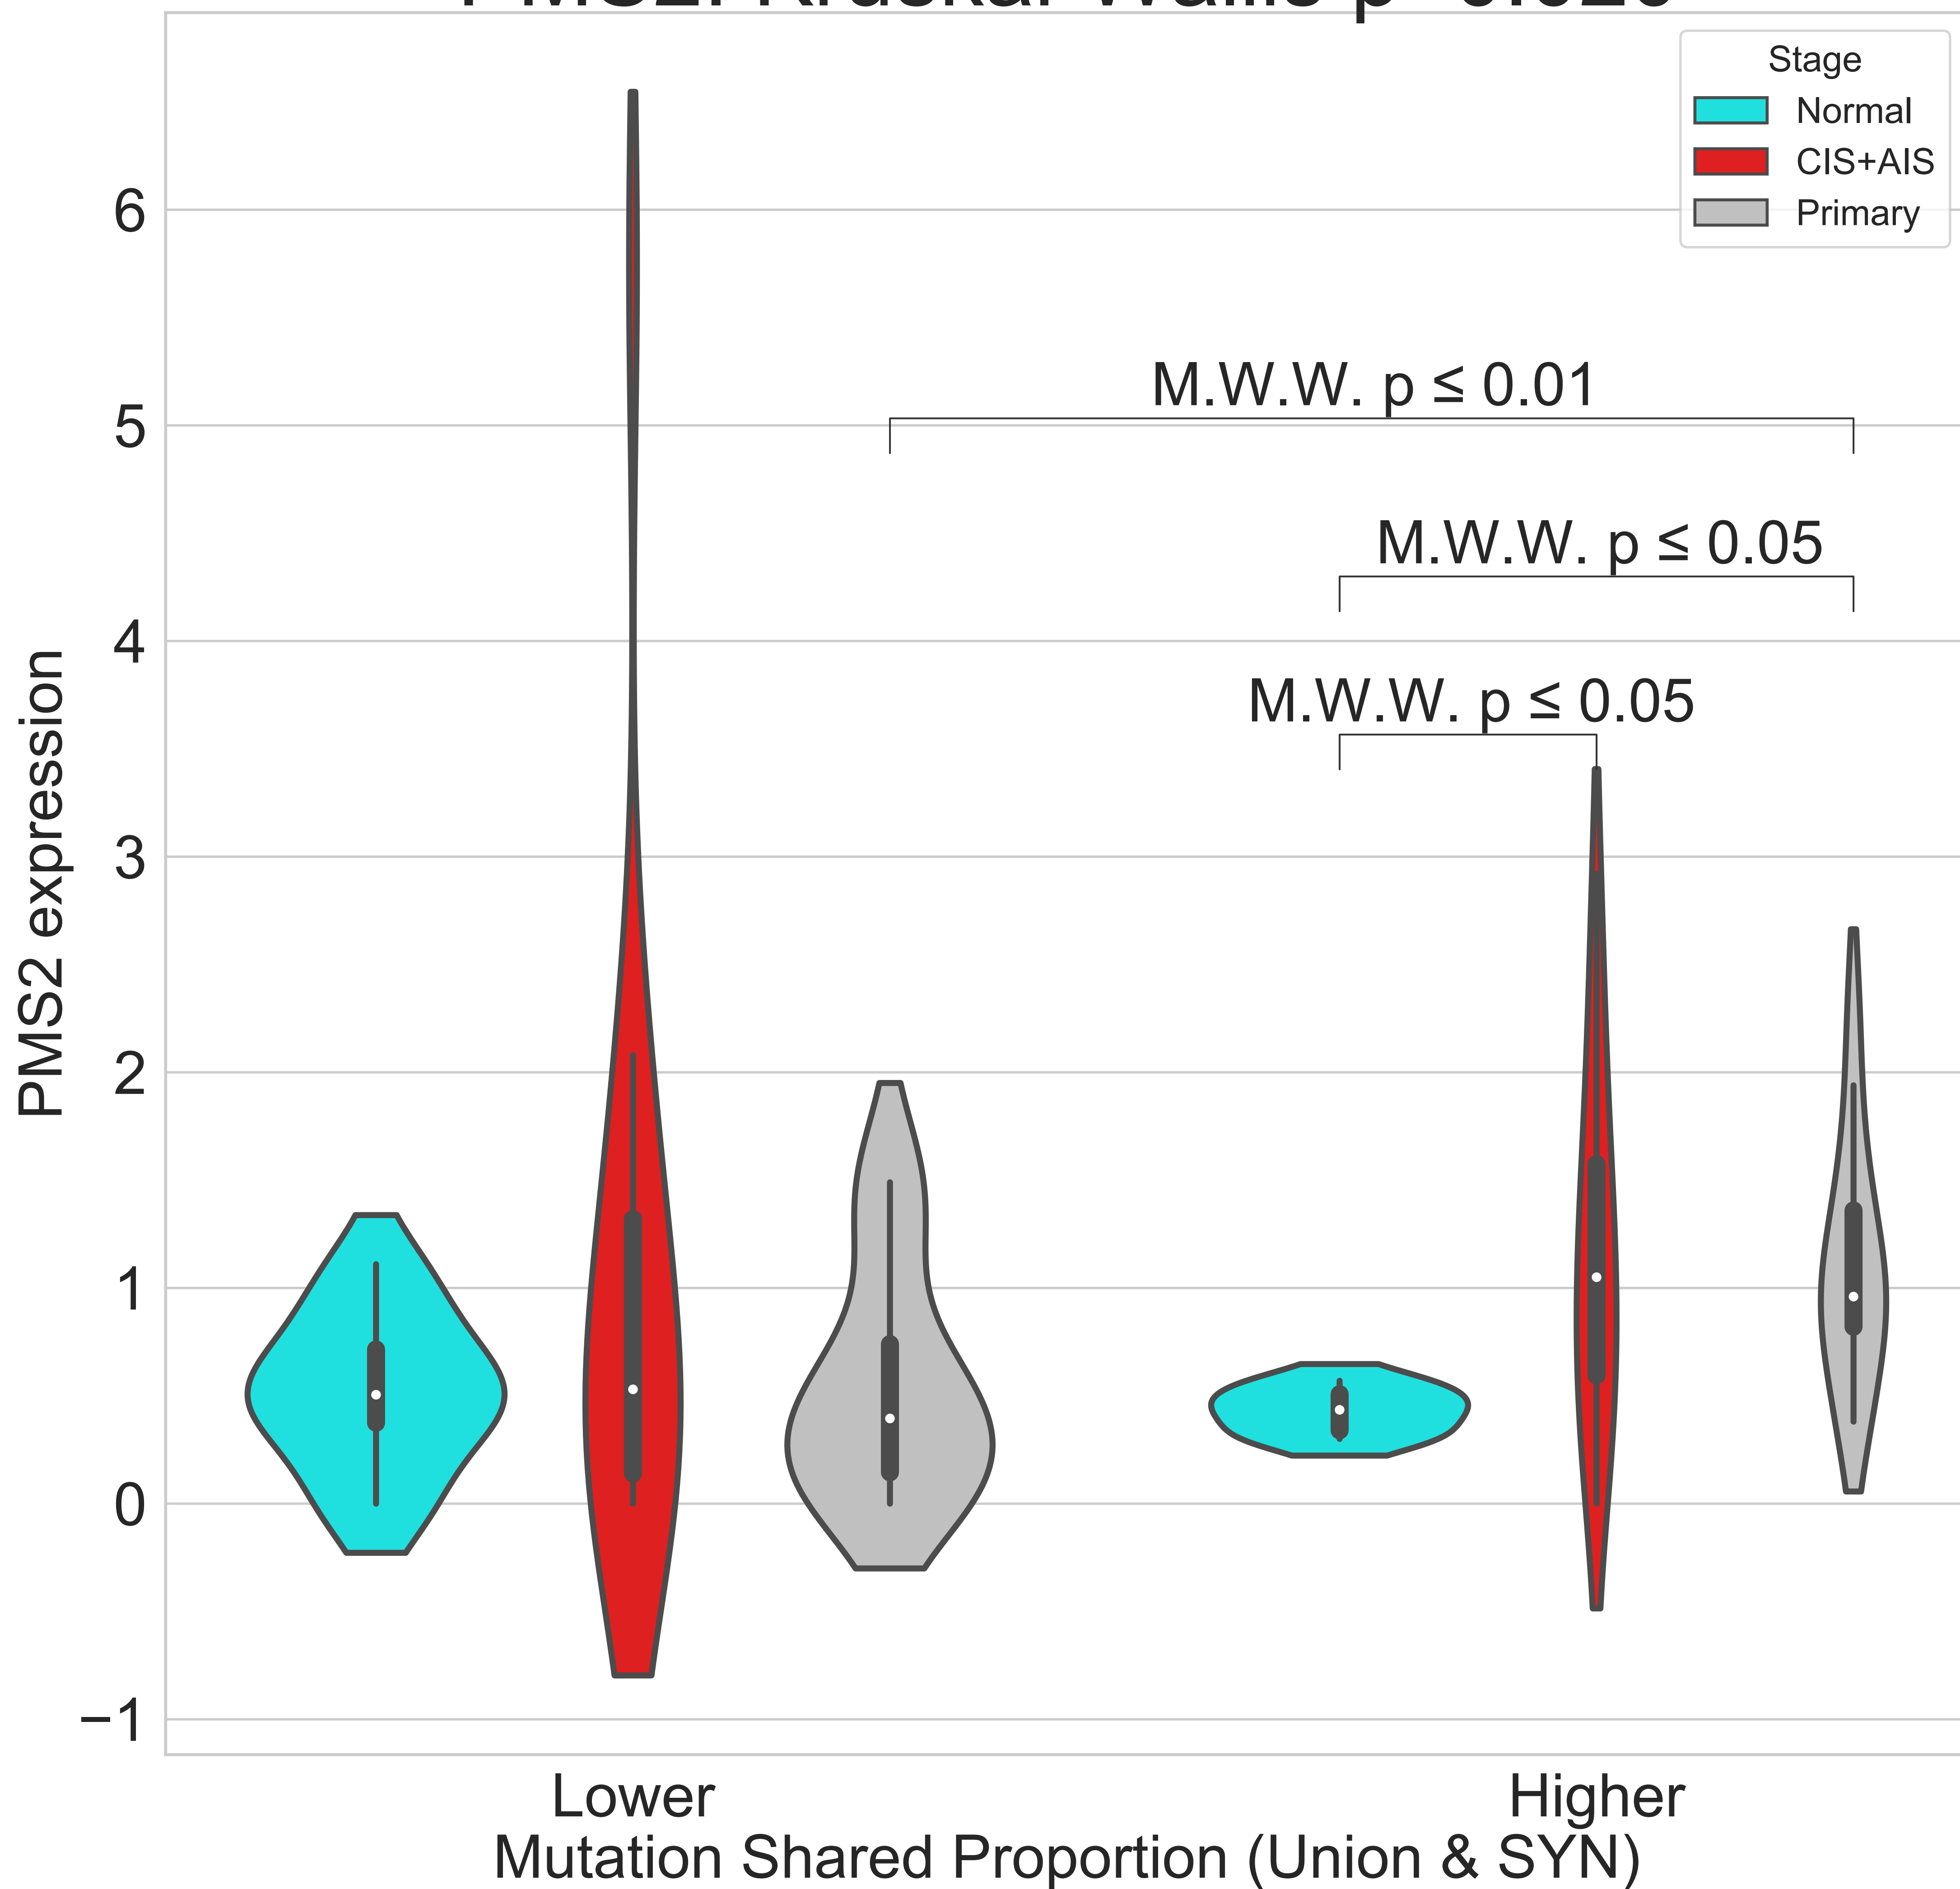 Stage
Normal
CIS+AIS
Primary
6
5
4
3
2
1
0
−1
PMS2 expression
M.W.W. p ≤ 0.01
M.W.W. p ≤ 0.05
M.W.W. p ≤ 0.05
Lower
Higher
Mutation Shared Proportion (Union & SYN)